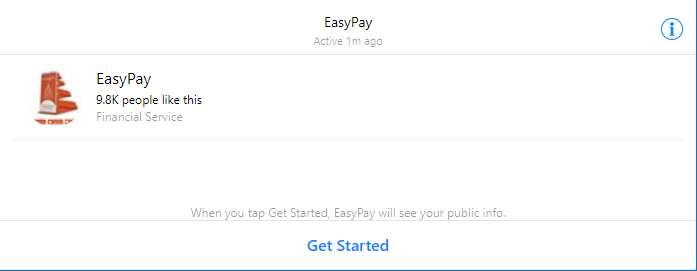 EasyPay
Active 1m ago
EasyPay
9.8K people like this
Financial Service
When you tap Get Started, EasyPay will see your public info.
Get Started